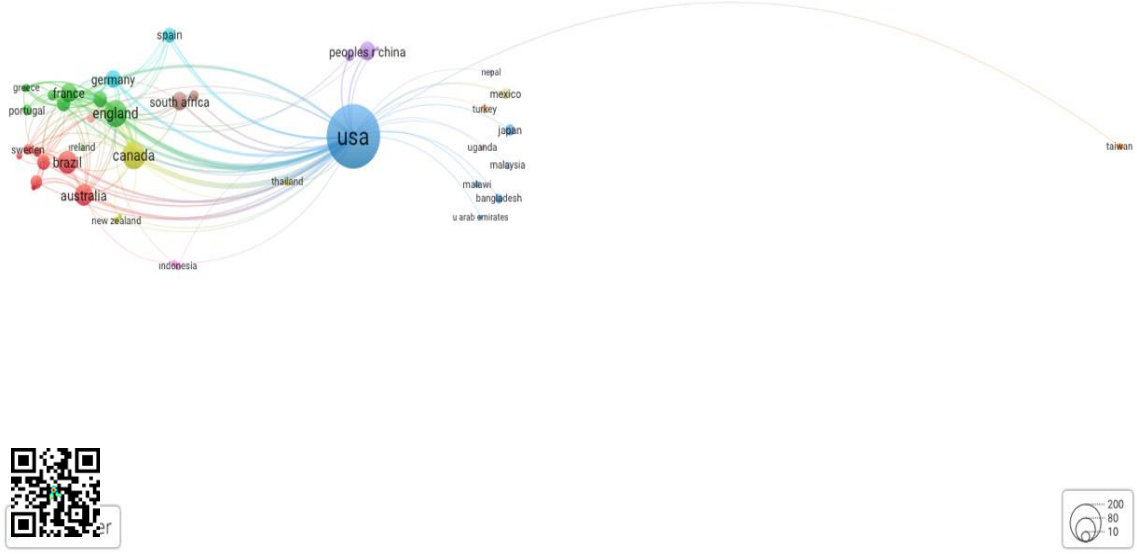 spain
peoples r china
germany
nepal
greece
france
mexico
south africa
portugal
england
turkey
japan
usa
taiwan
sweden
ireland
uganda
brazil
canada
malaysia
thailand
malawi
australia
bangladesh
new zealand
u arab emirates
indonesia
200
80
10
er